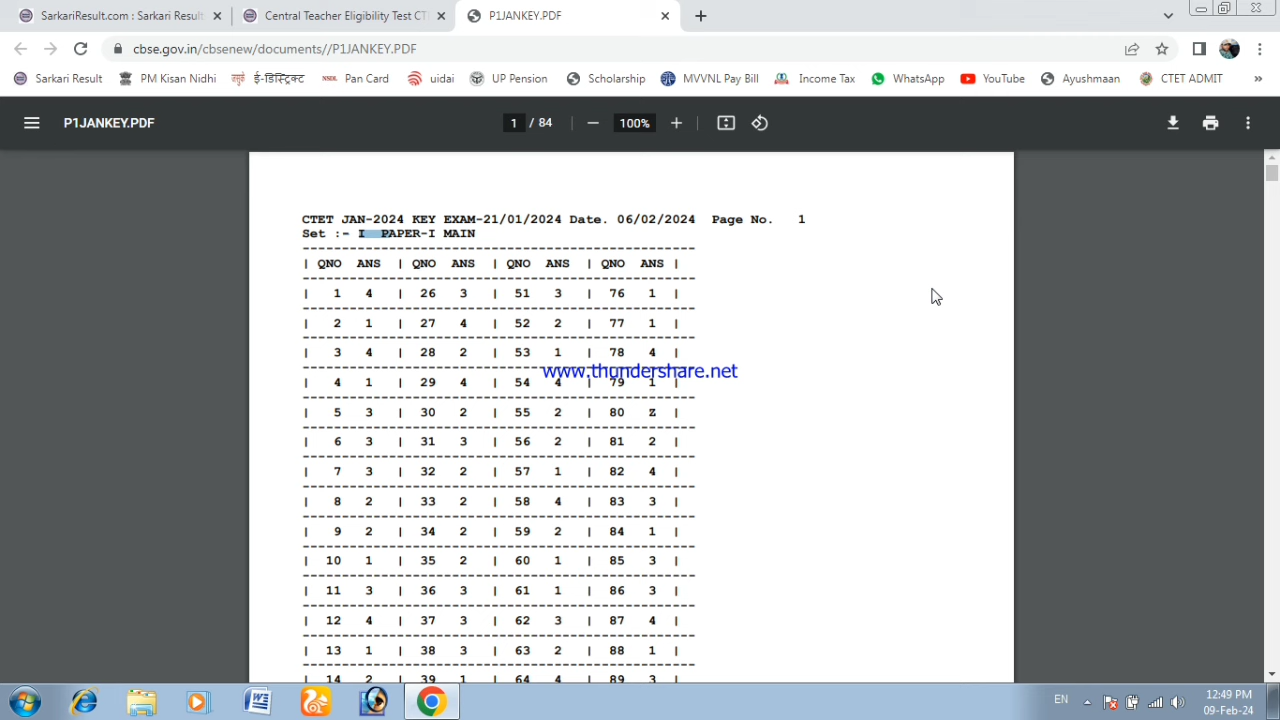 SarkariResult.com : Sarkari Result
Central Teacher Eligibility Test CT
P1JANKEY.PDF
cbse.gov.in/cbsenew/documents//P1JANKEY.PDF
Sarkari Result
PM Kisan Nidhi
ई-डिस्ट्रिक्ट
NSDL Pan Card
uidai
UP Pension
Scholarship
MVVNL Pay Bill
Income Tax
WhatsApp
YouTube
Ayushmaan
CTET ADMIT
»
P1JANKEY.PDF
1 / 84
100%
CTET JAN-2024 KEY EXAM-21/01/2024 Date. 06/02/2024 Page No. 1
Set :- I PAPER-I MAIN
| QNO ANS | QNO ANS | QNO ANS | QNO ANS |
| 1 4 | 26 3 | 51 3 | 76 1 |
| 2 1 | 27 4 | 52 2 | 77 1 |
| 3 4 | 28 2 | 53 1 | 78 4 |
www.thundershare.net
| 4 1 | 29 4 | 54 4 | 79 1 |
| 5 3 | 30 2 | 55 2 | 80 Z |
| 6 3 | 31 3 | 56 2 | 81 2 |
| 7 3 | 32 2 | 57 1 | 82 4 |
| 8 2 | 33 2 | 58 4 | 83 3 |
| 9 2 | 34 2 | 59 2 | 84 1 |
| 10 1 | 35 2 | 60 1 | 85 3 |
| 11 3 | 36 3 | 61 1 | 86 3 |
| 12 4 | 37 3 | 62 3 | 87 4 |
| 13 1 | 38 3 | 63 2 | 88 1 |
| 14 2 | 39 1 | 64 4 | 89 3 |
EN
12:49 PM
09-Feb-24